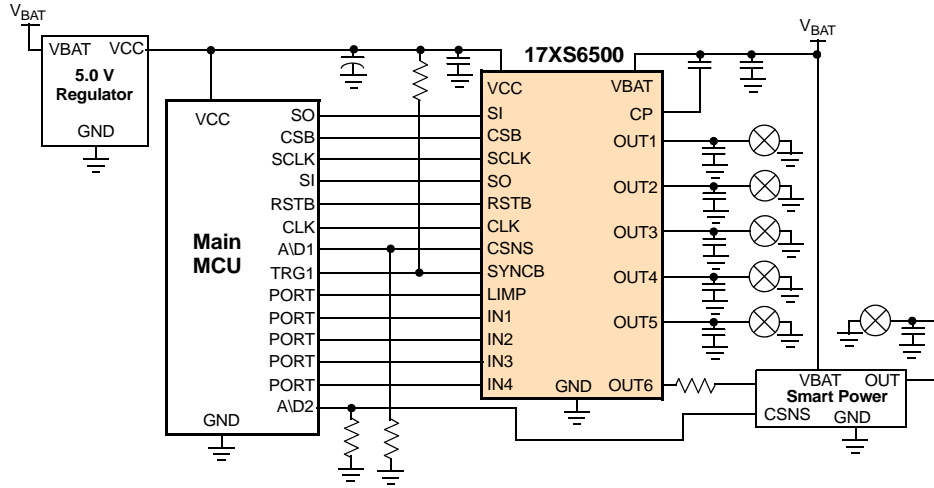 VBAT
VBAT VCC
5.0 V
Regulator
GND
VCC
SO
CSB
SCLK
SI
RSTB
CLK
A\D1
TRG1
PORT
PORT
PORT
PORT
PORT
A\D2
Main
MCU
GND
17XS6500
VCC
SI
CSB
SCLK
SO
RSTB
CLK
CSNS
SYNCB
LIMP
IN1
IN2
IN3
IN4
GND
VBAT
CP
OUT1
OUT2
OUT3
OUT4
OUT5
OUT6
VBAT
VBAT OUT
Smart Power
CSNS
GND